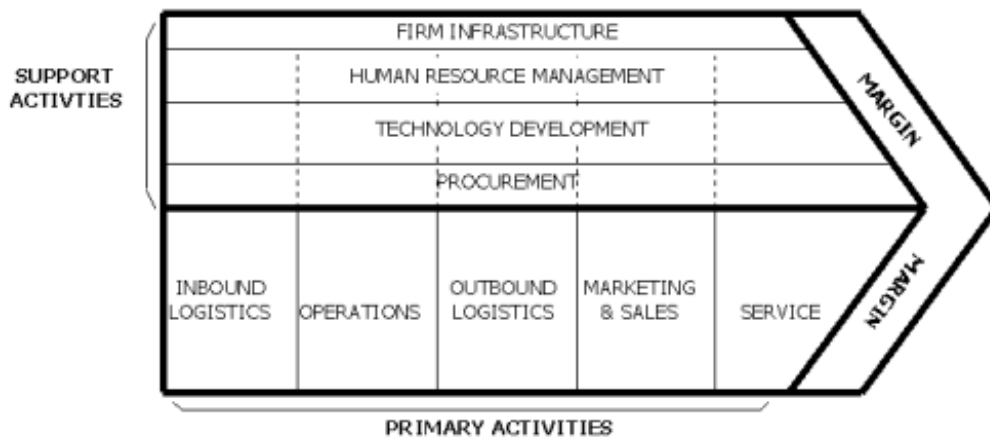 FIRM INFRASTRUCTURE
SUPPORT
ACTIVTIES
HUMAN RESOURCE MANAGEMENT
TECHNOLOGY DEVELOPMENT
PROCUREMENT
MARGIN
INBOUND
LOGISTICS
OPERATIONS
OUTBOUND
LOGISTICS
MARKETING
& SALES
SERVICE
MARGIN
PRIMARY ACTIVITIES